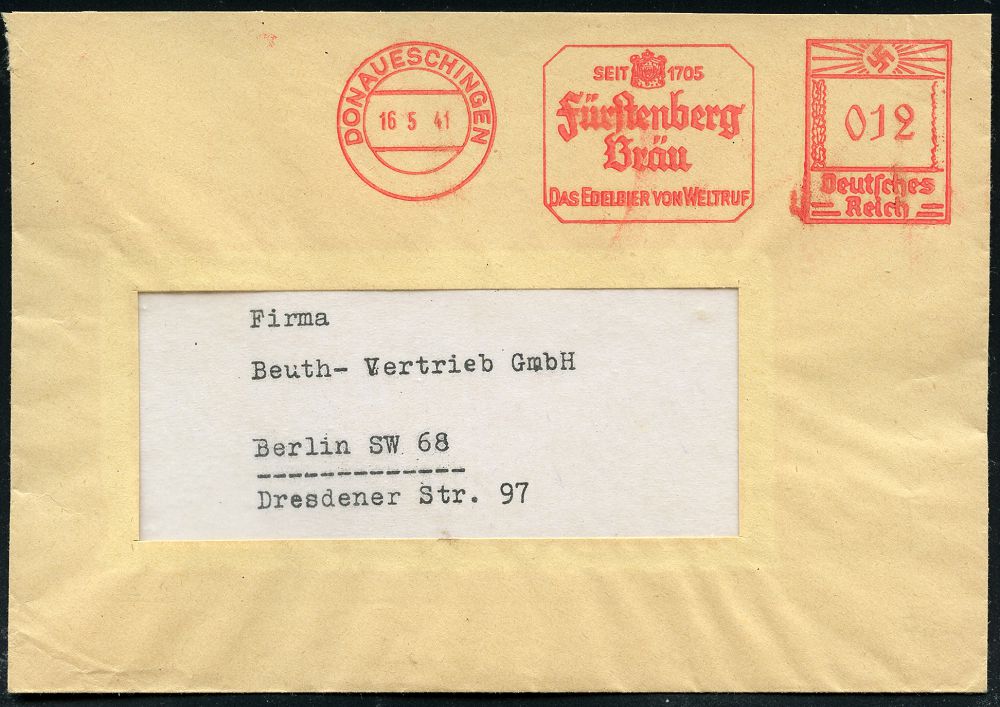 DONAUESCHINGEN
16 5 41
SEIT 1705
Fürstenberg
Bräu
DAS EDELBIER VON WELTRUF
012
Deutsches
Reich
Firma
Beuth- Vertrieb GmbH
Berlin SW 68
-------------
Dresdener Str. 97